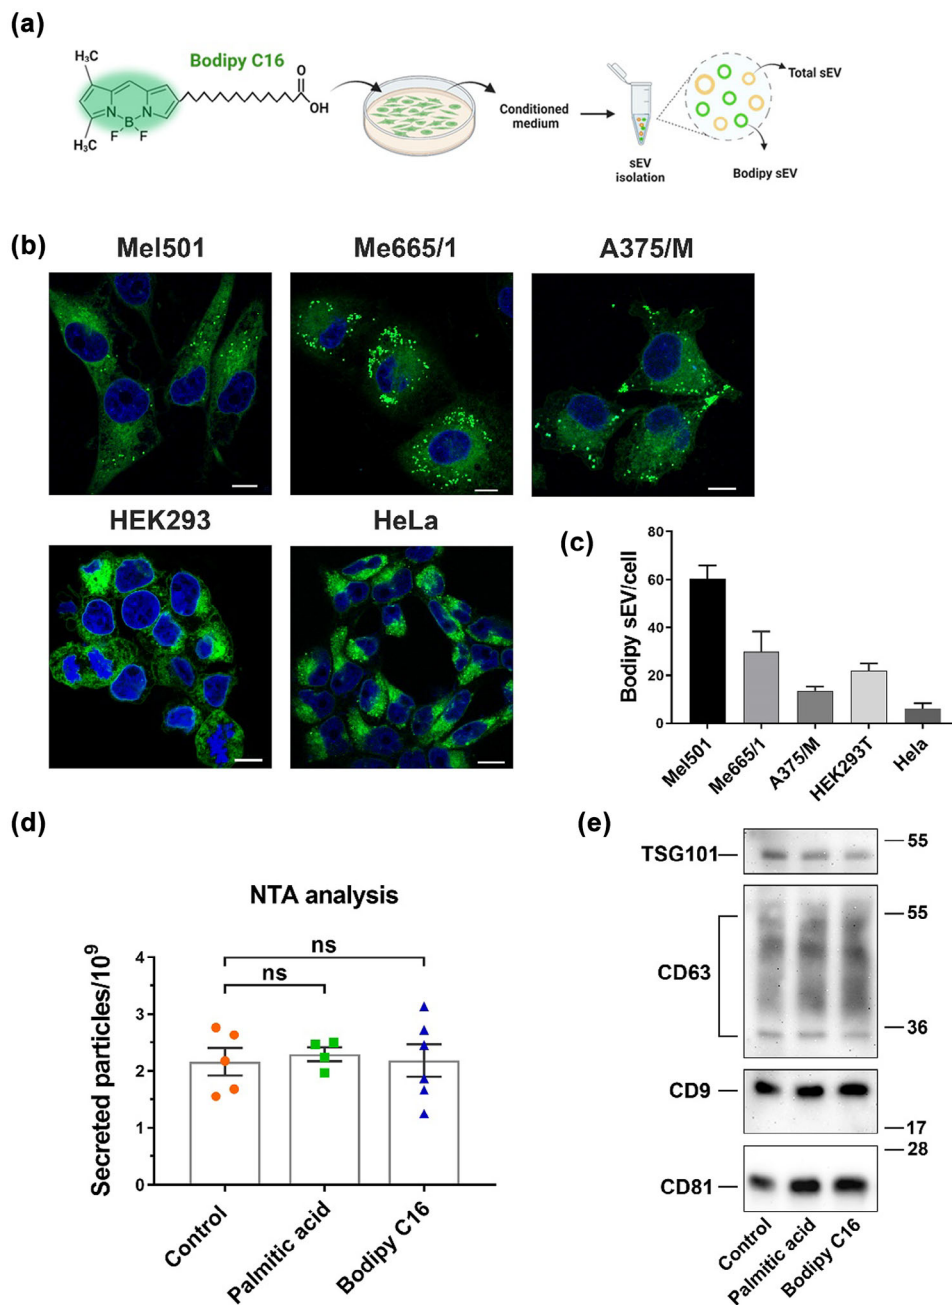 (a)
H₃C
Bodipy C16
O
OH
N
N
B
F
F
H₃C
Conditioned
medium
sEV
isolation
Total sEV
Bodipy sEV
(b)
Mel501
Me665/1
A375/M
HEK293
HeLa
(c)
Bodipy sEV/cell
80
60
40
20
0
Mel501
Me665/1
A375/M
HEK293T
Hela
(d)
NTA analysis
Secreted particles/10⁹
4
3
2
1
0
ns
ns
Control
Palmitic acid
Bodipy C16
(e)
TSG101
55
CD63
55
36
CD9
17
28
CD81
Control
Palmitic acid
Bodipy C16